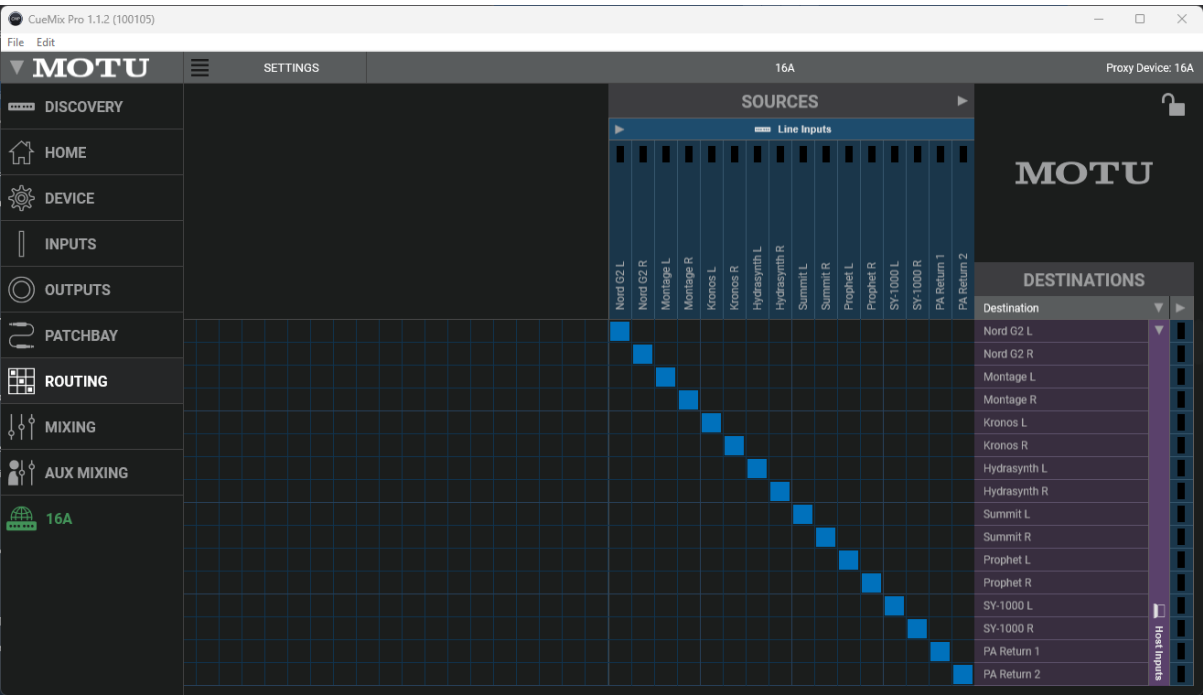 CueMix Pro 1.1.2 (100105)
File Edit
MOTU
SETTINGS
16A
Proxy Device: 16A
DISCOVERY
HOME
DEVICE
INPUTS
OUTPUTS
PATCHBAY
ROUTING
MIXING
AUX MIXING
16A
SOURCES
Line Inputs
Nord G2 L
Nord G2 R
Montage L
Montage R
Kronos L
Kronos R
Hydrasynth L
Hydrasynth R
Summit L
Summit R
Prophet L
Prophet R
SY-1000 L
SY-1000 R
PA Return 1
PA Return 2
MOTU
DESTINATIONS
Destination
Nord G2 L
Nord G2 R
Montage L
Montage R
Kronos L
Kronos R
Hydrasynth L
Hydrasynth R
Summit L
Summit R
Prophet L
Prophet R
SY-1000 L
SY-1000 R
PA Return 1
PA Return 2
Host Inputs